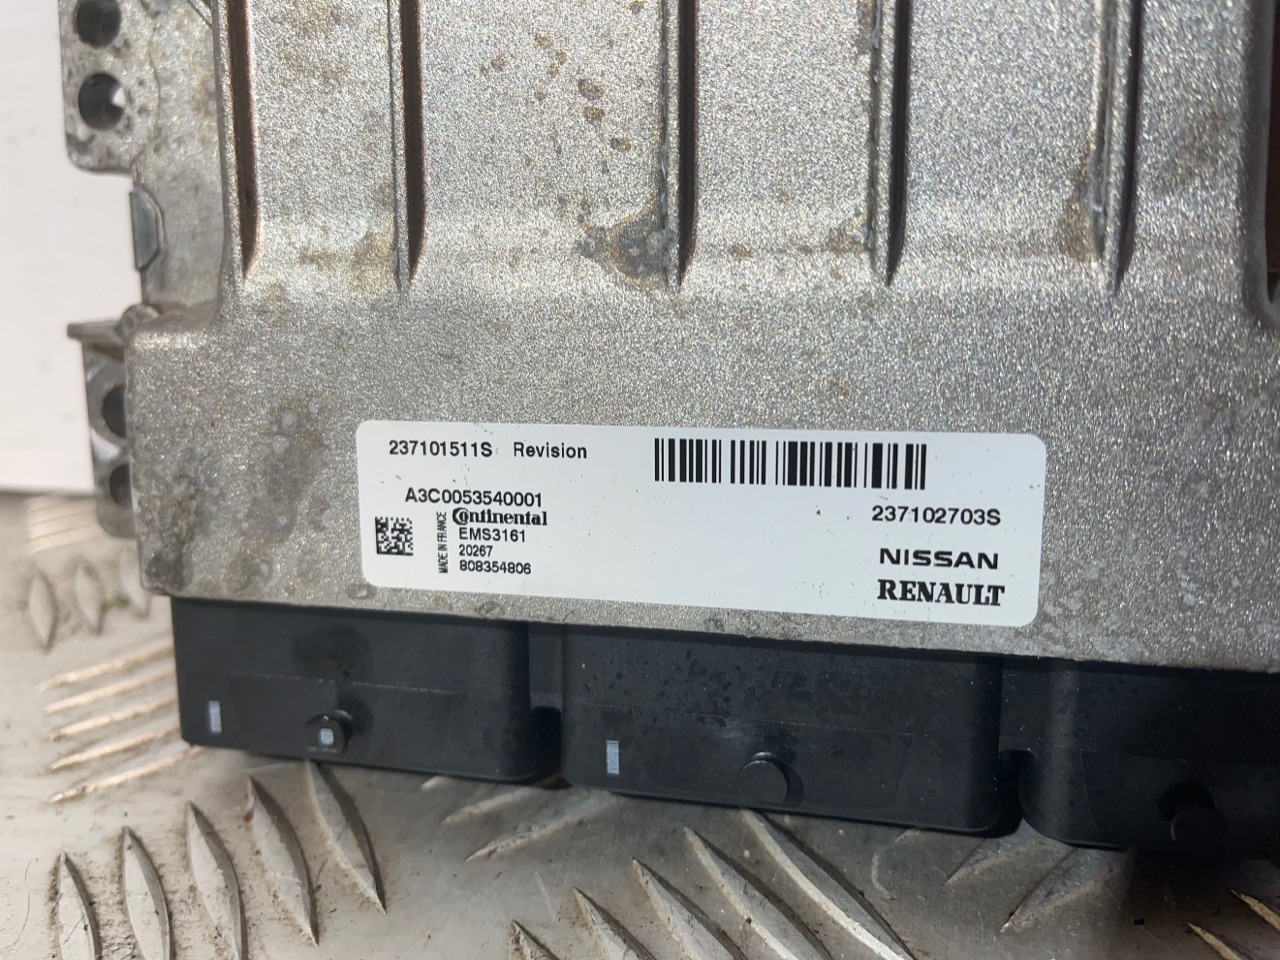 237101511S Revision
A3C0053540001
MADE IN FRANCE
Continental
EMS3161
20267
808354806
237102703S
NISSAN
RENAULT